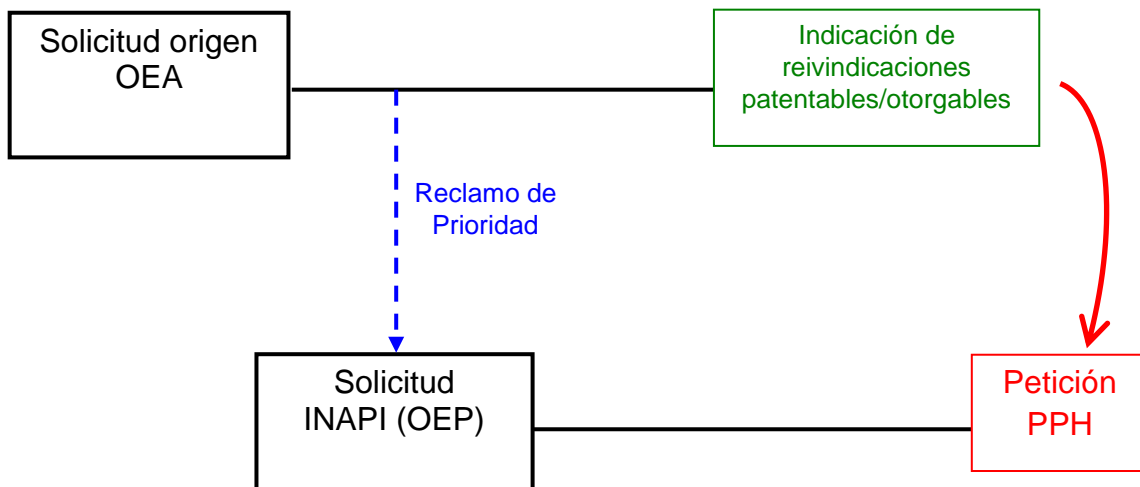 Solicitud origen
OEA
Indicación de
reivindicaciones
patentables/otorgables
Reclamo de
Prioridad
Solicitud
INAPI (OEP)
Petición
PPH